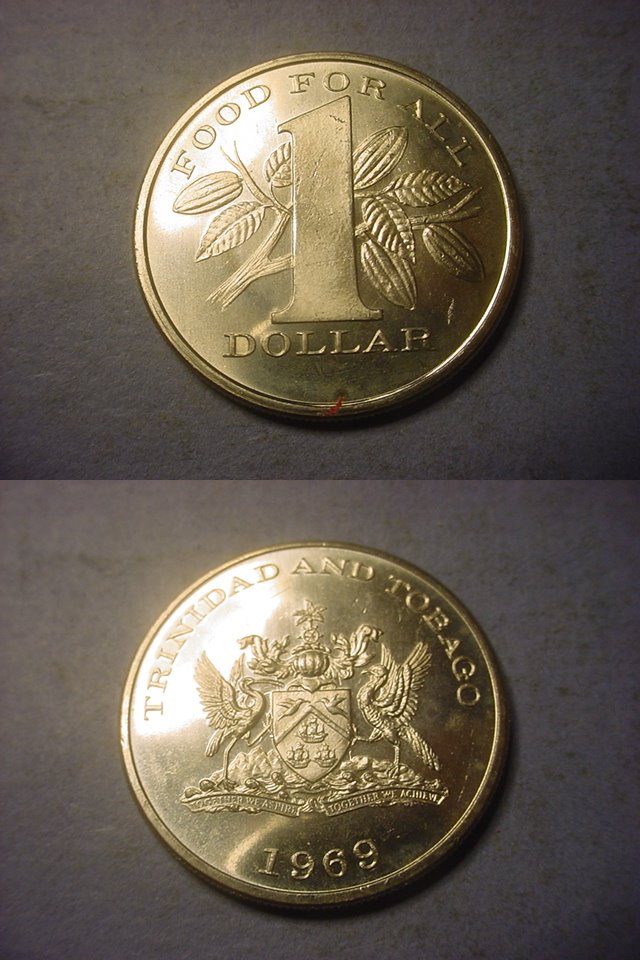 FOOD FOR ALL
1
DOLLAR
TRINIDAD AND TOBAGO
TOGETHER WE ASPIRE TOGETHER WE ACHIEVE
1969